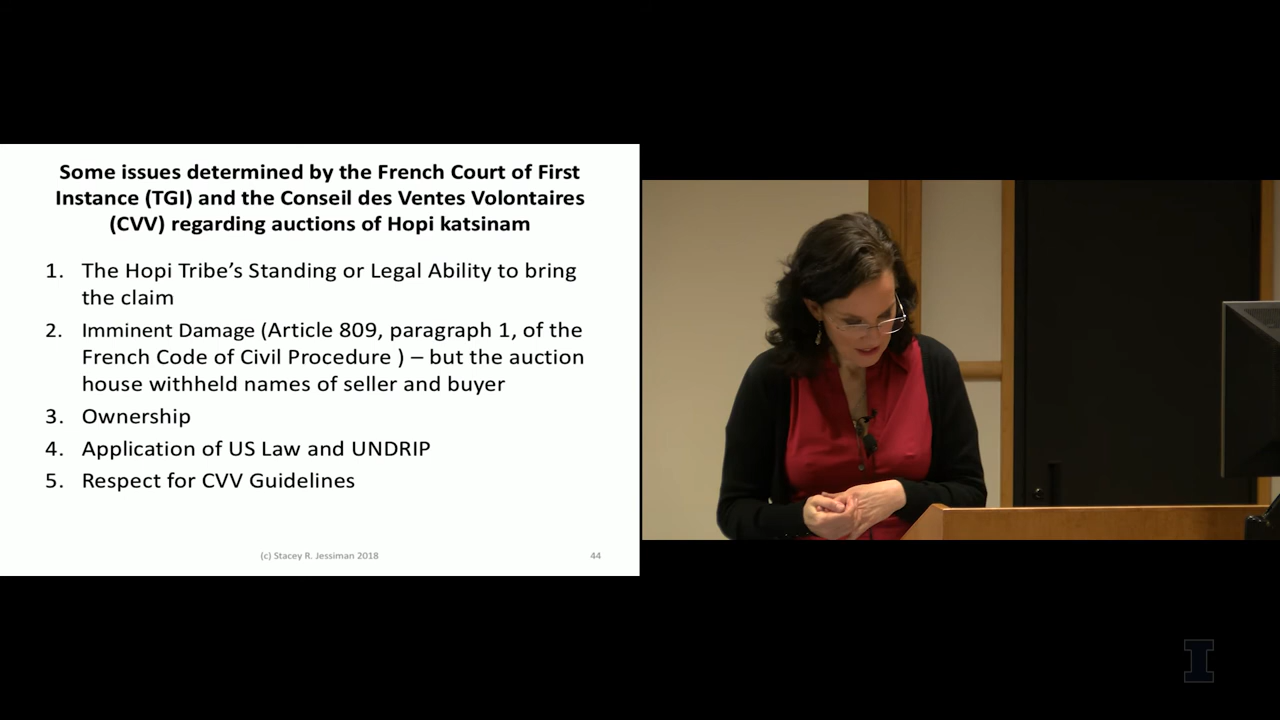 Some issues determined by the French Court of First
Instance (TGI) and the Conseil des Ventes Volontaires
(CVV) regarding auctions of Hopi katsinam
1. The Hopi Tribe’s Standing or Legal Ability to bring
the claim
2. Imminent Damage (Article 809, paragraph 1, of the
French Code of Civil Procedure ) – but the auction
house withheld names of seller and buyer
3. Ownership
4. Application of US Law and UNDRIP
5. Respect for CVV Guidelines
(c) Stacey R. Jessiman 2018
44